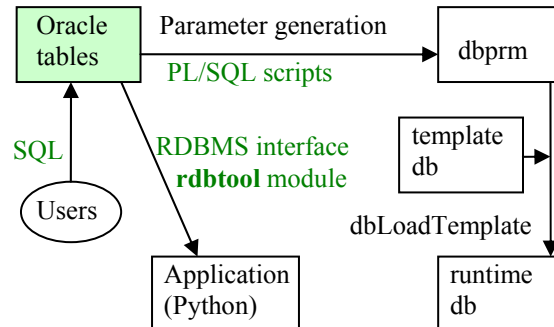 Oracle
tables
Parameter generation
PL/SQL scripts
dbprm
SQL
RDBMS interface
rdbtool module
template
db
Users
dbLoadTemplate
Application
(Python)
runtime
db